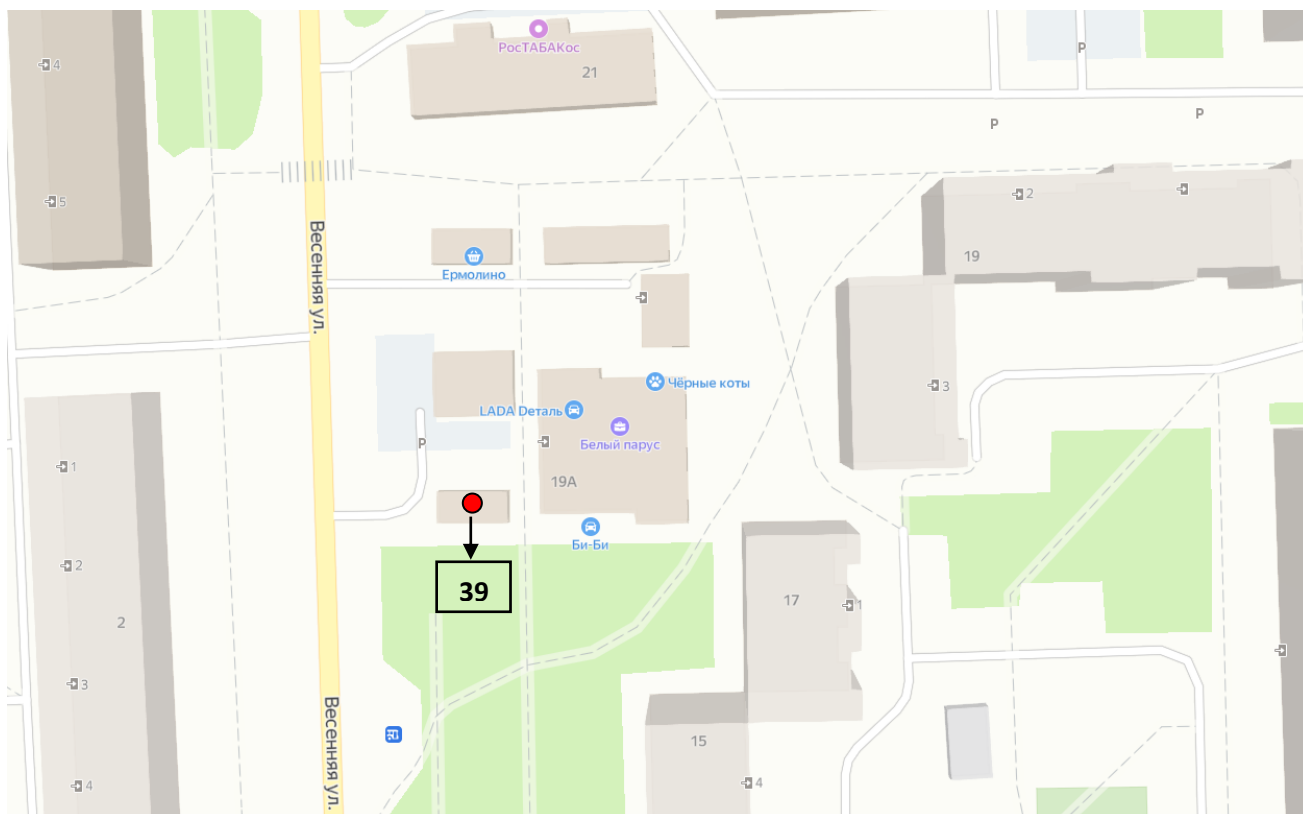 РосТАБАКос
21
4
P
P
P
5
2
Весенняя ул.
19
Ермолино
Чёрные коты
3
LADA Dеталь
Белый парус
P
1
19А
Би-Би
2
39
17
1
2
3
Весенняя ул.
15
4
4